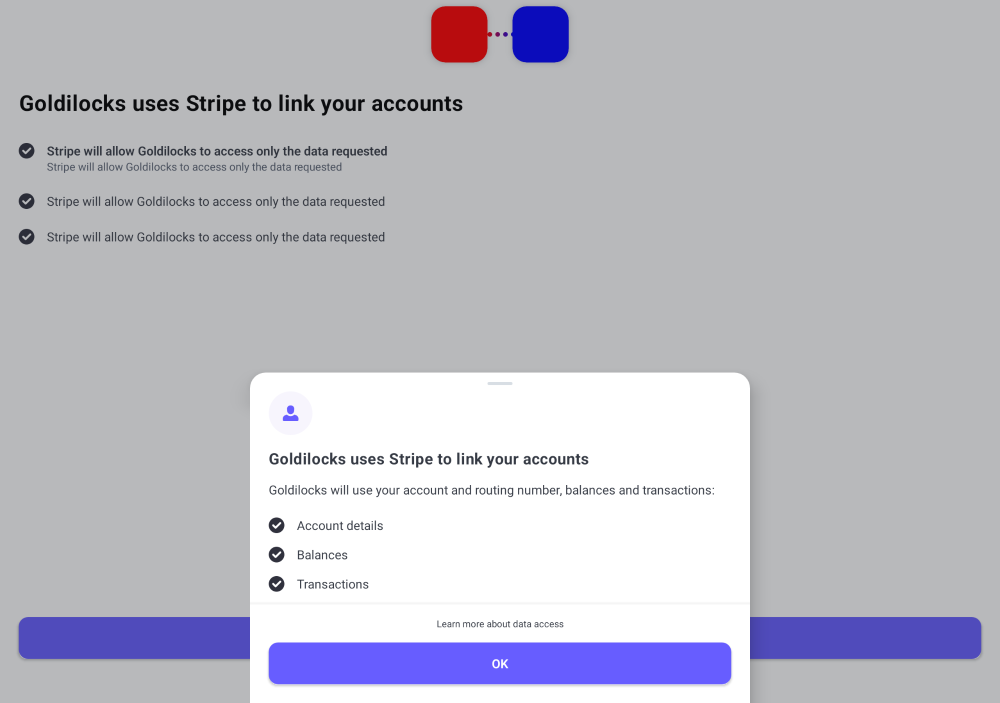 Goldilocks uses Stripe to link your accounts
Stripe will allow Goldilocks to access only the data requested
Stripe will allow Goldilocks to access only the data requested
Stripe will allow Goldilocks to access only the data requested
Stripe will allow Goldilocks to access only the data requested
Goldilocks uses Stripe to link your accounts
Goldilocks will use your account and routing number, balances and transactions:
Account details
Balances
Transactions
Learn more about data access
OK